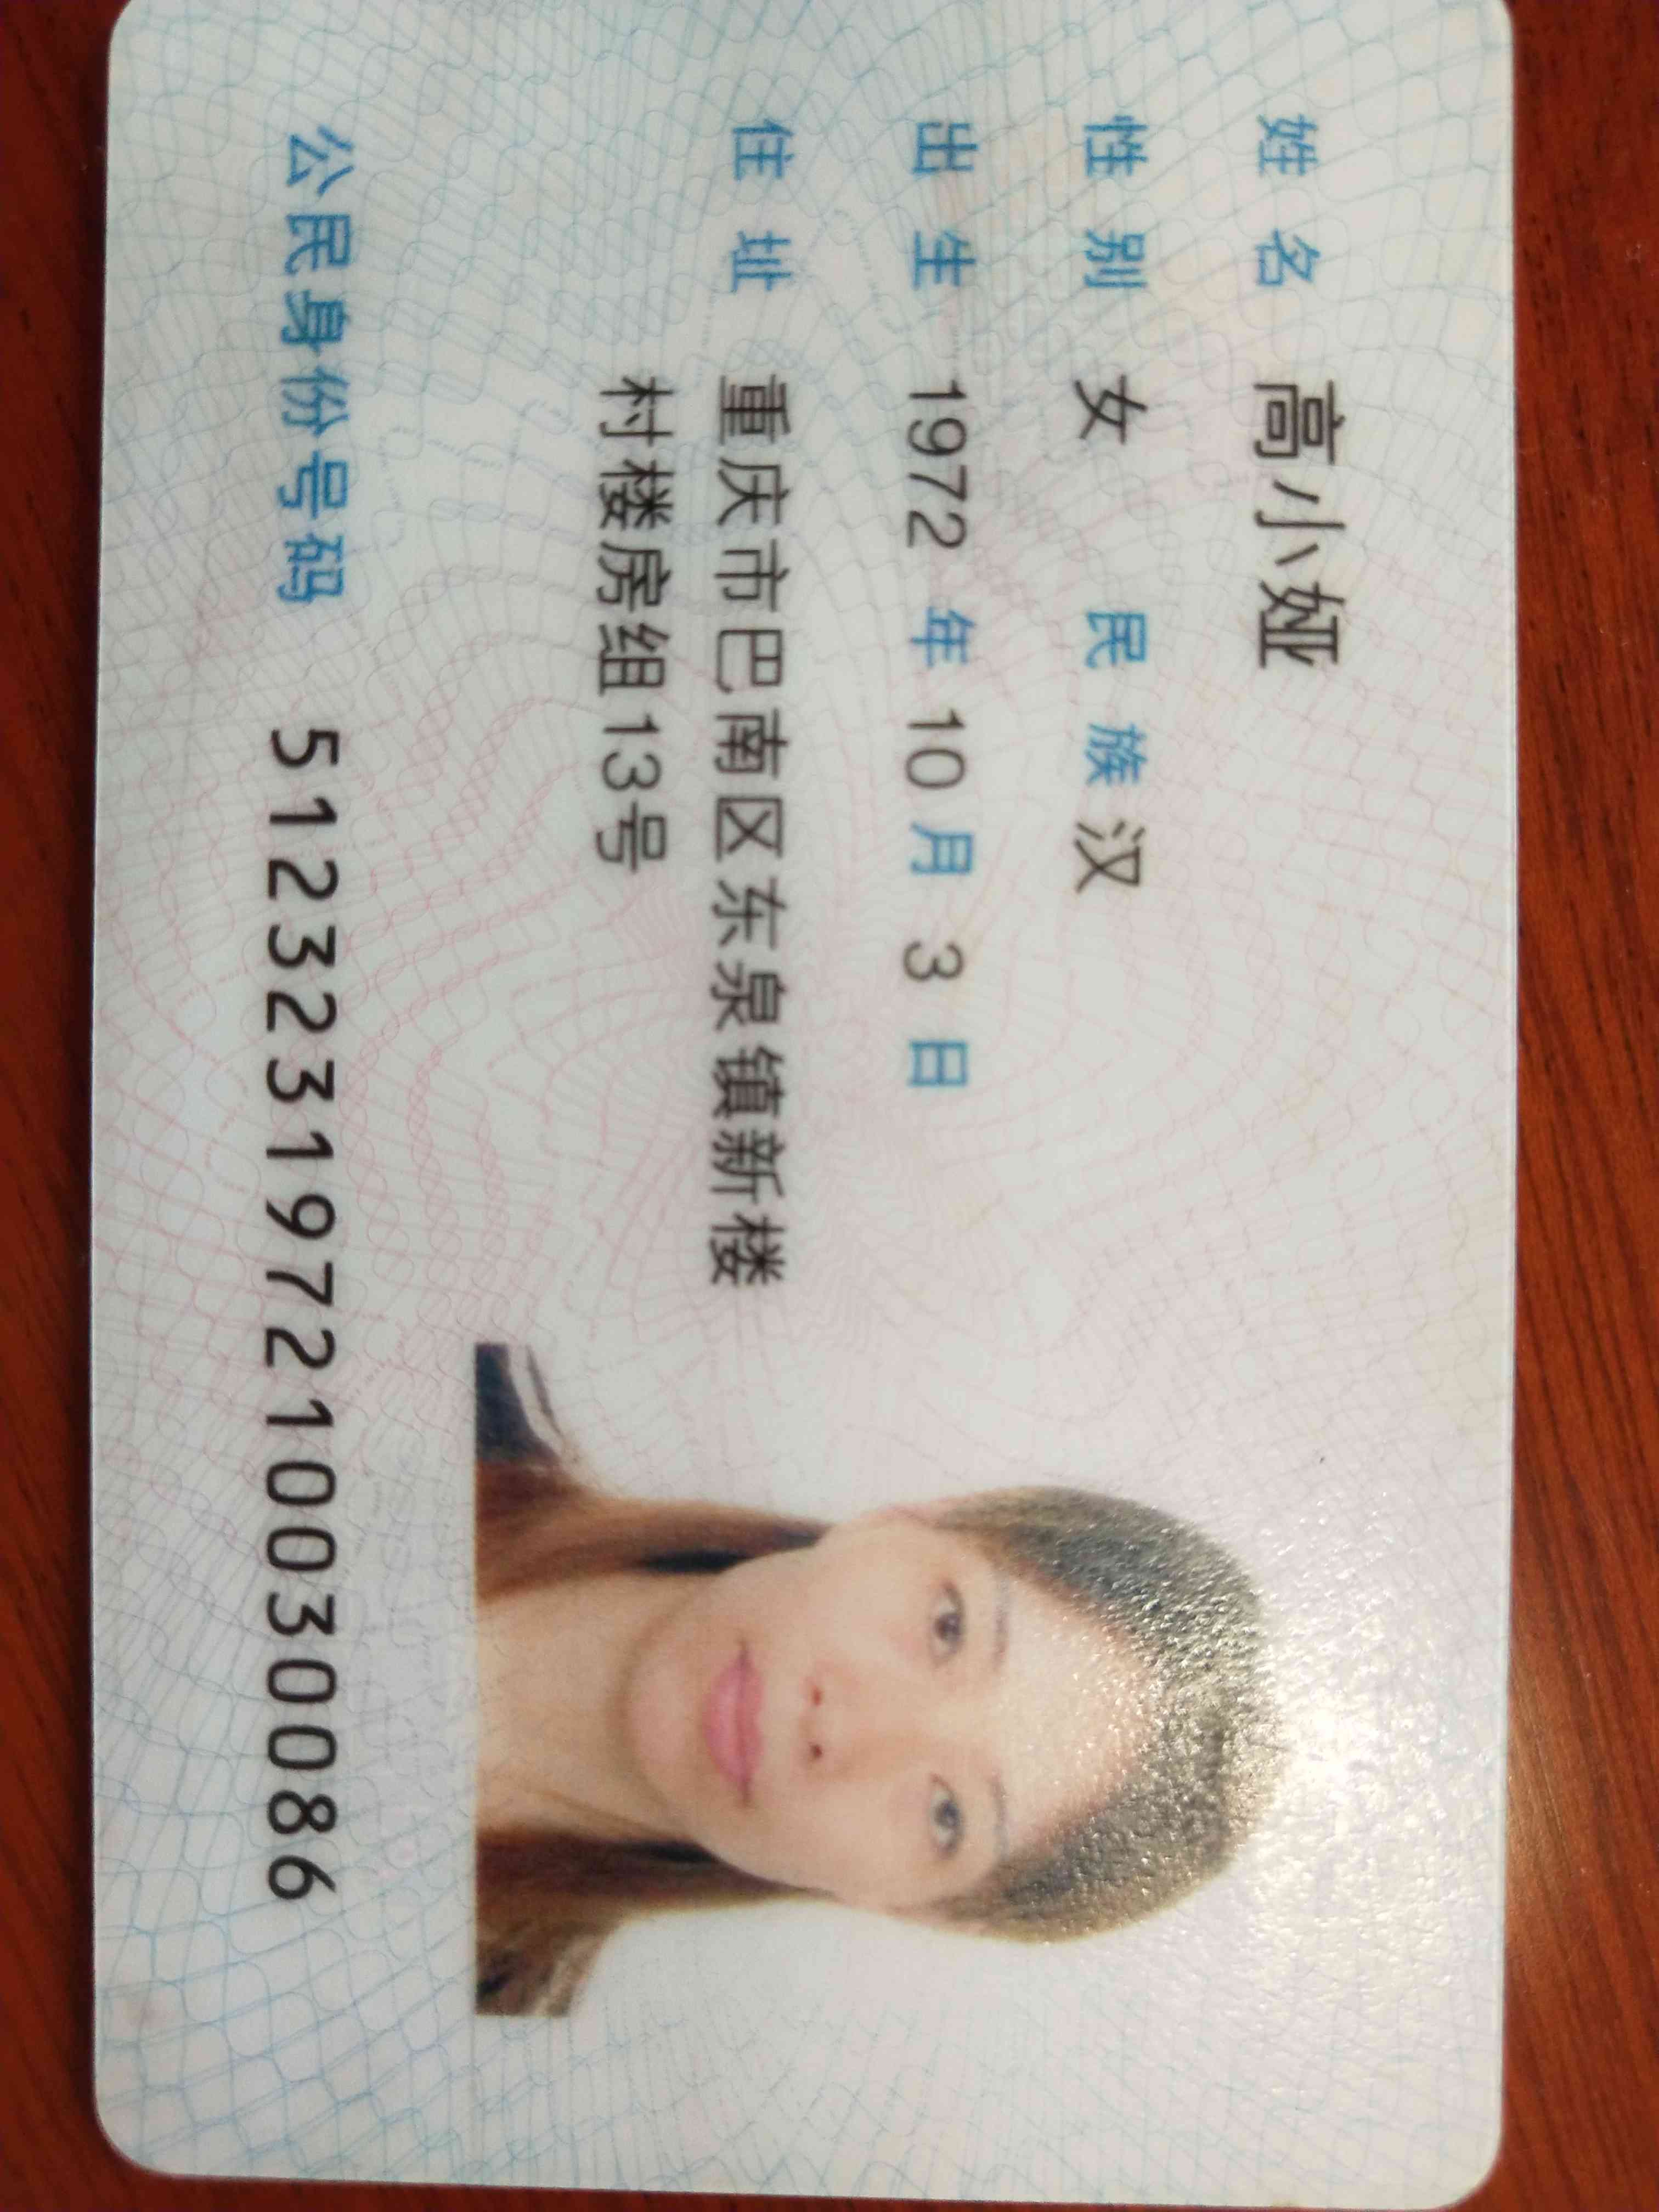 姓名 高小娅
性别 女 民族 汉
出生 1972 年 10 月 3 日
住址 重庆市巴南区东泉镇新楼
村楼房组13号
公民身份号码 512323197210030086